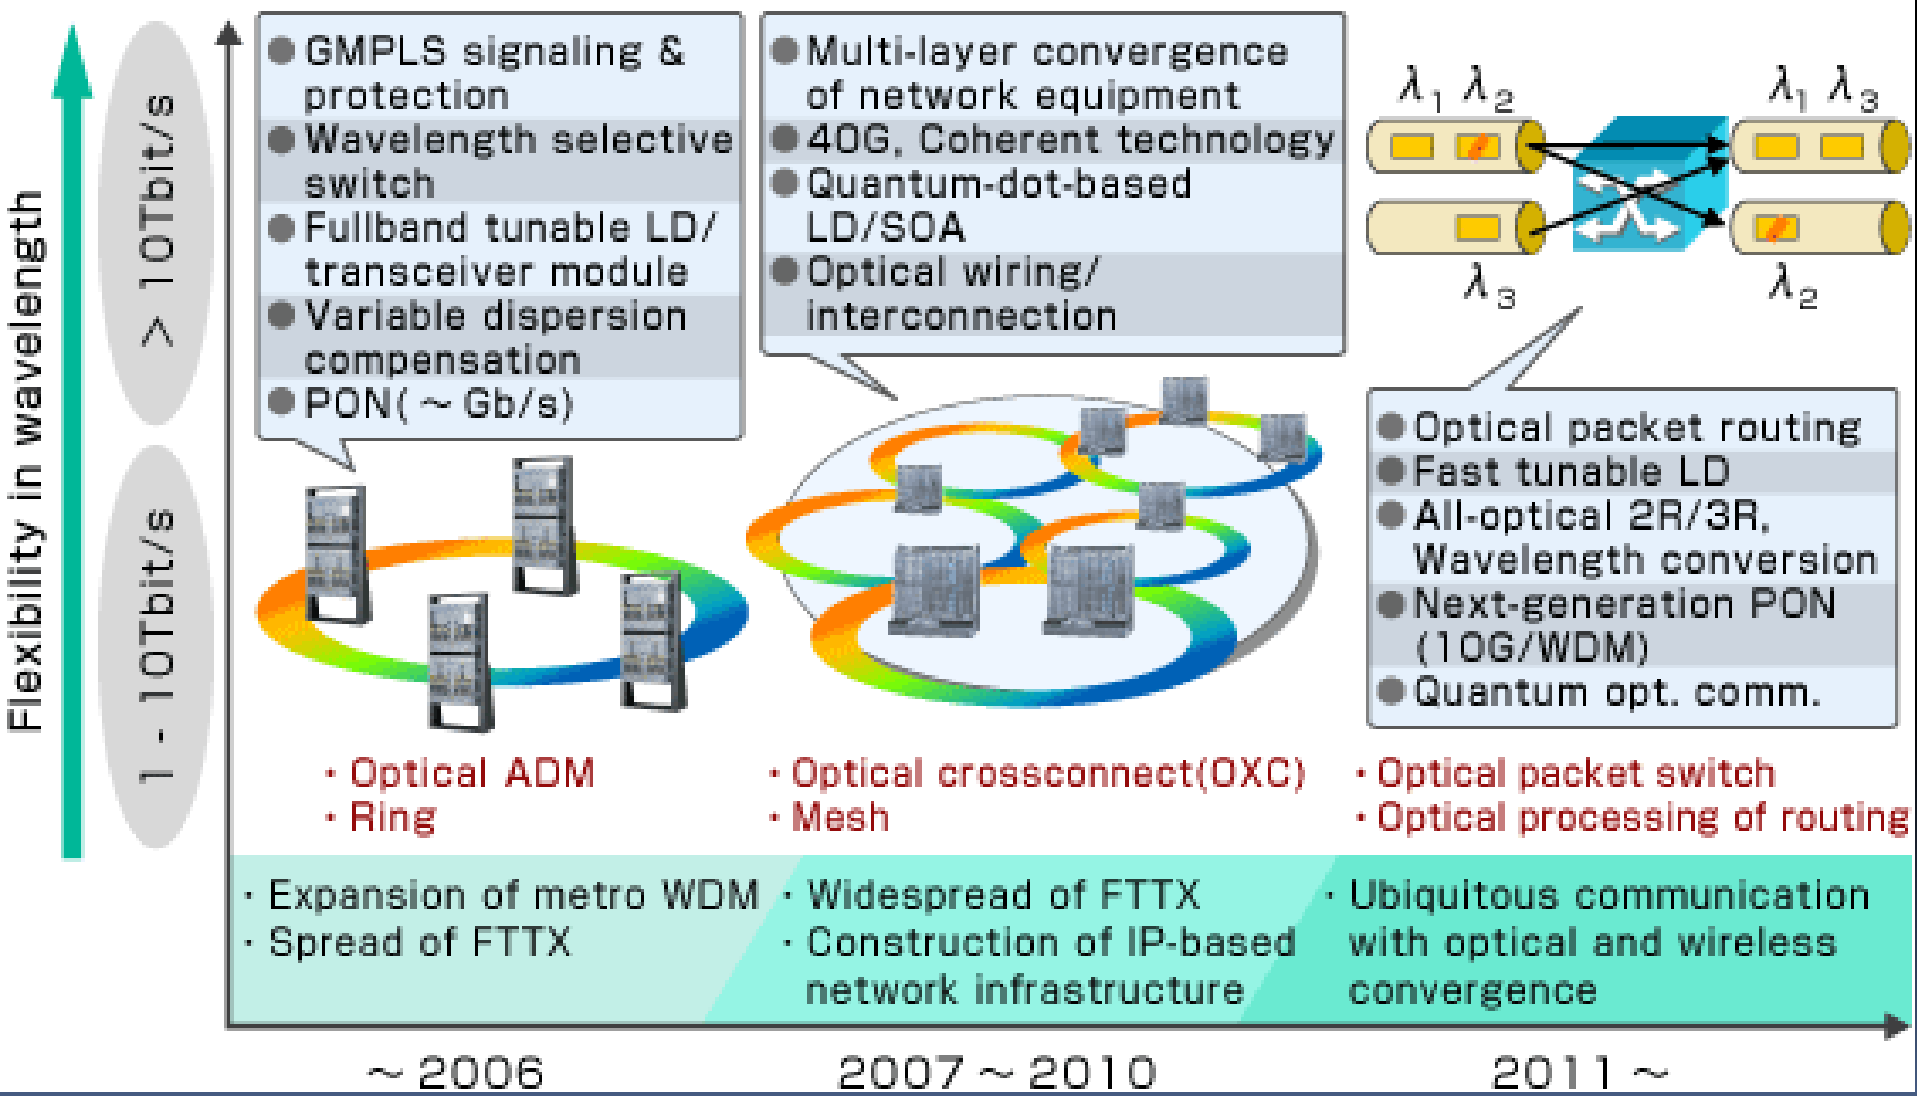 Flexibility in wavelength
> 10Tbit/s
1 - 10Tbit/s
● GMPLS signaling &
protection
● Wavelength selective
switch
● Fullband tunable LD/
transceiver module
● Variable dispersion
compensation
● PON(~Gb/s)
● Multi-layer convergence
of network equipment
● 40G, Coherent technology
● Quantum-dot-based
LD/SOA
● Optical wiring/
interconnection
λ1 λ2
λ1 λ3
λ3
λ2
● Optical packet routing
● Fast tunable LD
● All-optical 2R/3R,
Wavelength conversion
● Next-generation PON
(10G/WDM)
● Quantum opt. comm.
・Optical ADM
・Ring
・Optical crossconnect(OXC)
・Mesh
・Optical packet switch
・Optical processing of routing
・Expansion of metro WDM
・Spread of FTTX
・Widespread of FTTX
・Construction of IP-based
network infrastructure
・Ubiquitous communication
with optical and wireless
convergence
~2006
2007~2010
2011~